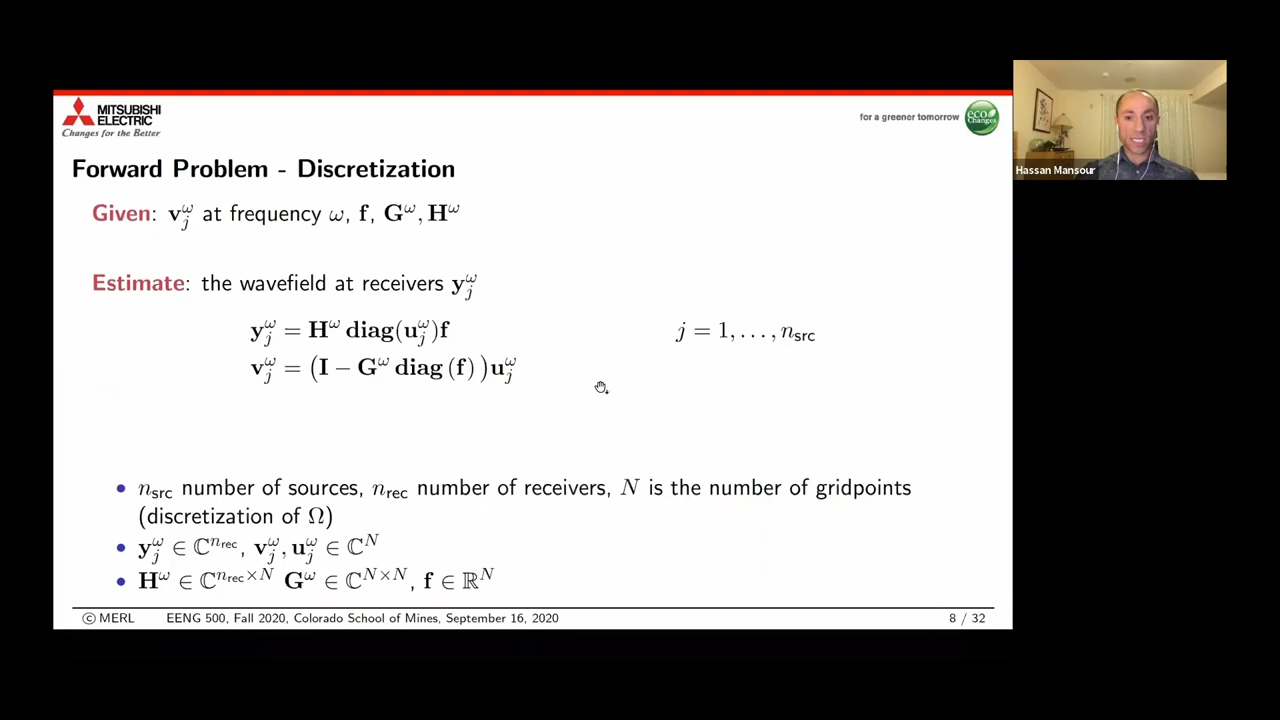 MITSUBISHI
ELECTRIC
Changes for the Better
for a greener tomorrow
eco
Changes
Hassan Mansour
Forward Problem - Discretization
Given: v_j^ω at frequency ω, f, G^ω, H^ω
Estimate: the wavefield at receivers y_j^ω
y_j^ω = H^ω diag(u_j^ω)f j = 1, . . . , n_src
v_j^ω = (I − G^ω diag (f) )u_j^ω
• n_src number of sources, n_rec number of receivers, N is the number of gridpoints
(discretization of Ω)
• y_j^ω ∈ ℂ^{n_rec}, v_j^ω, u_j^ω ∈ ℂ^N
• H^ω ∈ ℂ^{n_rec×N} G^ω ∈ ℂ^{N×N}, f ∈ ℝ^N
© MERL EENG 500, Fall 2020, Colorado School of Mines, September 16, 2020 8 / 32